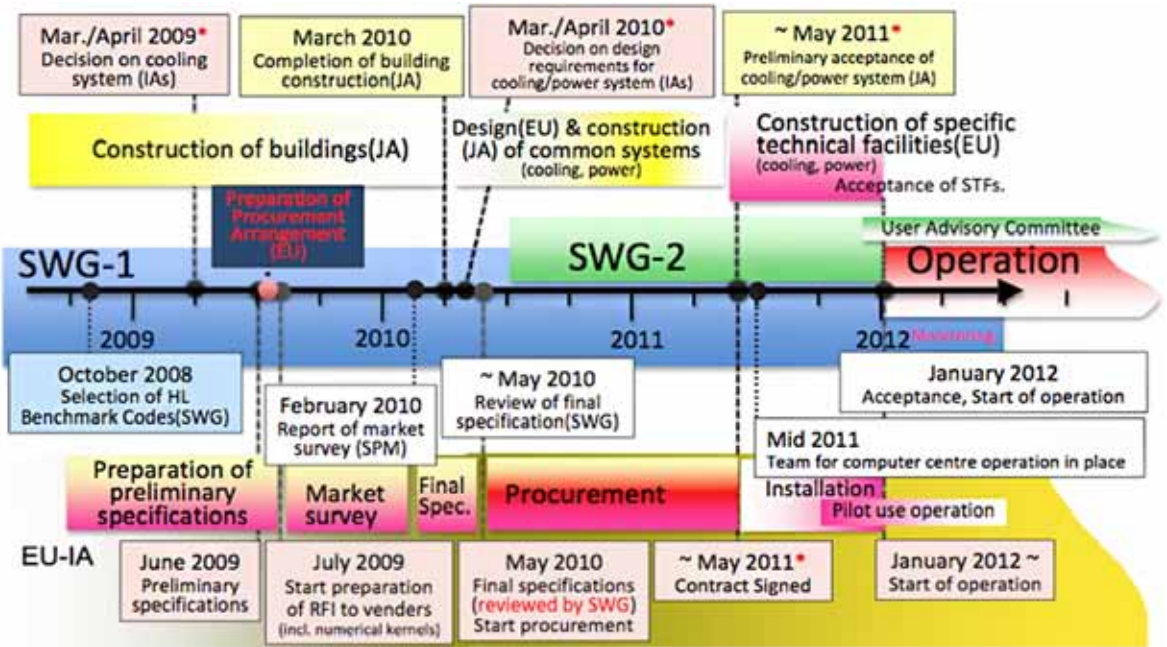 Mar./April 2009*
Decision on cooling
system (IAs)
March 2010
Completion of building
construction(JA)
Mar./April 2010*
Decision on design
requirements for
cooling/power system (IAs)
~ May 2011*
Preliminary acceptance of
cooling/power system (JA)
Construction of buildings(JA)
Design(EU) & construction
(JA) of common systems
(cooling, power)
Construction of specific
technical facilities(EU)
(cooling, power)
Acceptance of STFs.
Preparation of
Procurement
Arrangement
(EU)
User Advisory Committee
SWG-1
SWG-2
Operation
2009
2010
2011
2012
Monitoring
October 2008
Selection of HL
Benchmark Codes(SWG)
February 2010
Report of market
survey (SPM)
~ May 2010
Review of final
specification(SWG)
January 2012
Acceptance, Start of operation
Mid 2011
Team for computer centre operation in place
Preparation of
preliminary
specifications
Market
survey
Final
Spec.
Procurement
Installation
Pilot use operation
EU-IA
June 2009
Preliminary
specifications
July 2009
Start preparation
of RFI to venders
(incl. numerical kernels)
May 2010
Final specifications
(reviewed by SWG)
Start procurement
~ May 2011*
Contract Signed
January 2012 ~
Start of operation